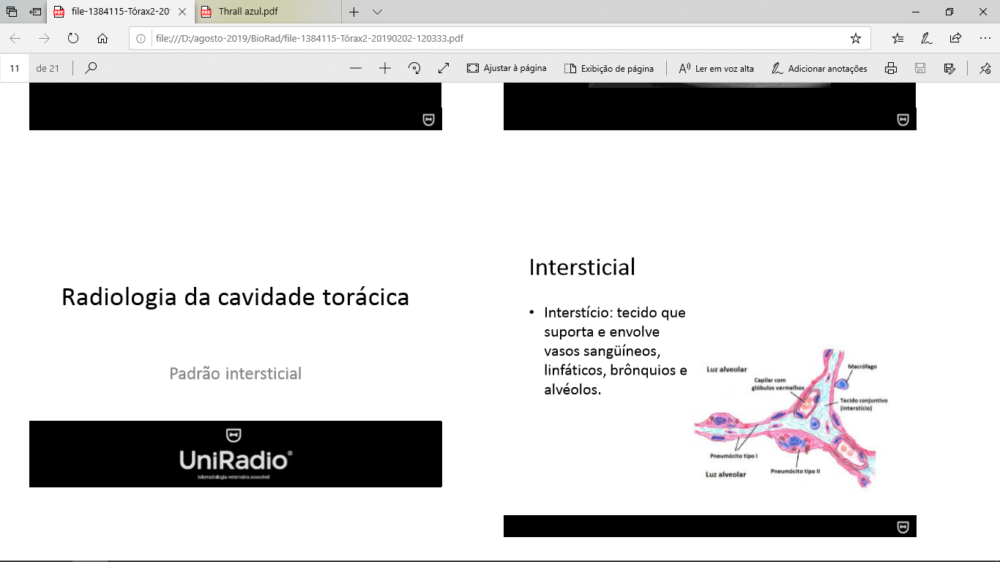 file-1384115-Tórax2-20
Thrall azul.pdf
file:///D:/agosto-2019/BioRad/file-1384115-Tórax2-20190202-120333.pdf
11 de 21
Ajustar à página
Exibição de página
Ler em voz alta
Adicionar anotações
Radiologia da cavidade torácica
Padrão intersticial
UniRadio®
telerradiologia veterinária acessível
Intersticial
• Interstício: tecido que
suporta e envolve
vasos sangüíneos,
linfáticos, brônquios e
alvéolos.
Luz alveolar
Macrófago
Capilar com
glóbulos vermelhos
Tecido conjuntivo
(interstício)
Pneumócito tipo I
Pneumócito tipo II
Luz alveolar